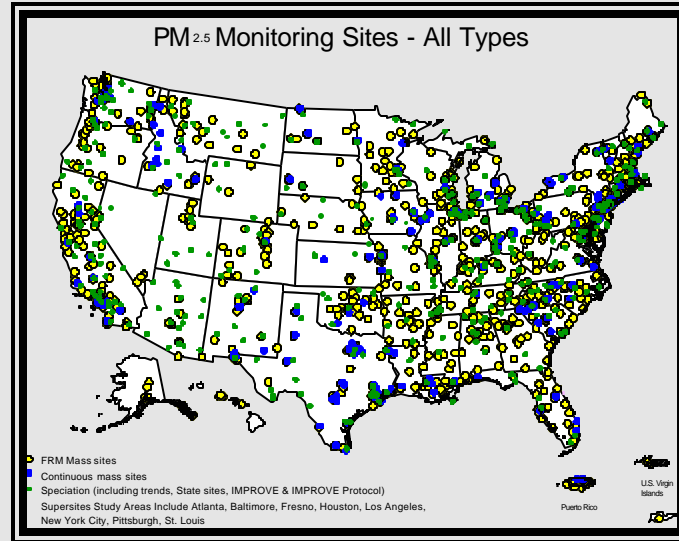 PM 2.5 Monitoring Sites - All Types
FRM Mass sites
Continuous mass sites
Speciation (including trends, State sites, IMPROVE & IMPROVE Protocol)
Supersites Study Areas Include Atlanta, Baltimore, Fresno, Houston, Los Angeles,
New York City, Pittsburgh, St. Louis
Puerto Rico
U.S. Virgin
Islands